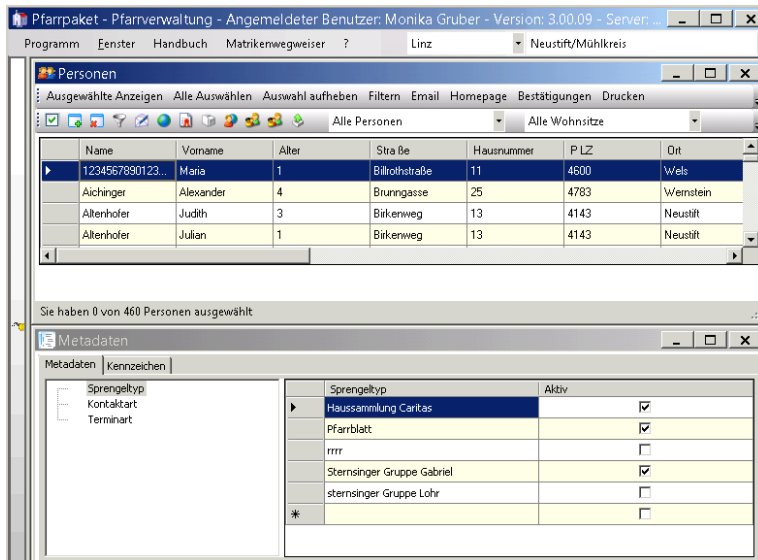 Pfarrpaket - Pfarrverwaltung - Angemeldeter Benutzer: Monika Gruber - Version: 3.00.09 - Server: ...
Programm Fenster Handbuch Matrikenwegweiser ? Linz Neustift/Mühlkreis
Personen
Ausgewählte Anzeigen Alle Auswählen Auswahl aufheben Filtern Email Homepage Bestätigungen Drucken
Alle Personen Alle Wohnsitze
Name Vorname Alter Straße Hausnummer PLZ Ort
1234567890123... Maria 1 Billrothstraße 11 4600 Wels
Aichinger Alexander 4 Brunngasse 25 4783 Wernstein
Altenhofer Judith 3 Birkenweg 13 4143 Neustift
Altenhofer Julian 1 Birkenweg 13 4143 Neustift
Sie haben 0 von 460 Personen ausgewählt
Metadaten
Metadaten Kennzeichen
Sprengeltyp
Kontaktart
Terminart
Sprengeltyp Aktiv
Haussammlung Caritas
Pfarrblatt
rrrr
Sternsinger Gruppe Gabriel
sternsinger Gruppe Lohr